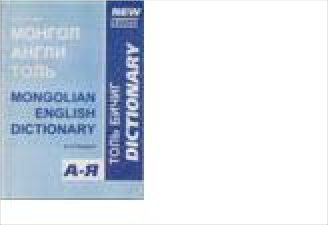 NEW
МОНГОЛ
АНГЛИ
ТОЛЬ
MONGOLIAN
ENGLISH
DICTIONARY
А-Я
ТОЛЬ БИЧИГ
DICTIONARY